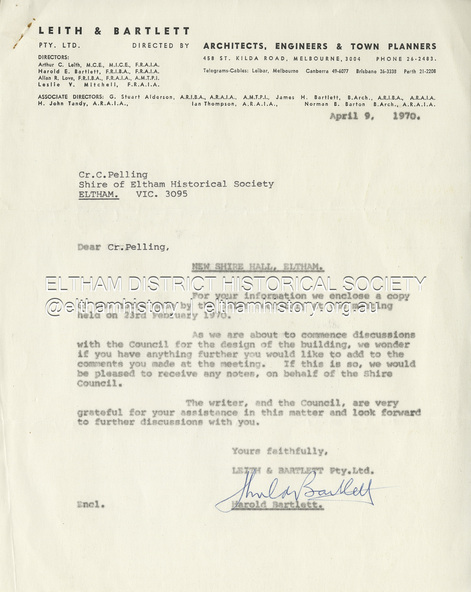 LEITH & BARTLETT
PTY. LTD. DIRECTED BY ARCHITECTS, ENGINEERS & TOWN PLANNERS
DIRECTORS:
Arthur C. Leith, M.C.E., M.I.C.E., F.R.A.I.A.
Harold E. Bartlett, F.R.I.B.A., F.R.A.I.A.
Allan R. Love, F.R.I.B.A., F.R.A.I.A., A.M.T.P.I.
Leslie Y. Mitchell, F.R.A.I.A.
458 ST. KILDA ROAD, MELBOURNE, 3004 PHONE 26-2483.
Telegrams-Cables: Leibar, Melbourne Canberra 49-6077 Brisbane 36-3258 Perth 21-2208
ASSOCIATE DIRECTORS: G. Stuart Alderson, A.R.I.B.A., A.R.A.I.A., A.M.T.P.I., James H. Bartlett, B.Arch., A.R.I.B.A., A.R.A.I.A.
H. John Tandy, A.R.A.I.A., Ian Thompson, A.R.A.I.A., Norman B. Barton B.Arch., A.R.A.I.A.
April 9, 1970.
Cr.C.Pelling
Shire of Eltham Historical Society
ELTHAM. VIC. 3095
Dear Cr.Pelling,
NEW SHIRE HALL, ELTHAM.
For your information we enclose a copy
by the meeting
held on 23rd February 1970.
As we are about to commence discussions
with the Council for the design of the building, we wonder
if you have anything further you would like to add to the
comments you made at the meeting. If this is so, we would
be pleased to receive any notes, on behalf of the Shire
Council.
The writer, and the Council, are very
grateful for your assistance in this matter and look forward
to further discussions with you.
Yours faithfully,
LEITH & BARTLETT Pty.Ltd.
Harold Bartlett
Encl. Harold Bartlett.
ELTHAM DISTRICT HISTORICAL SOCIETY
@elthamhistory | elthamhistory.org.au